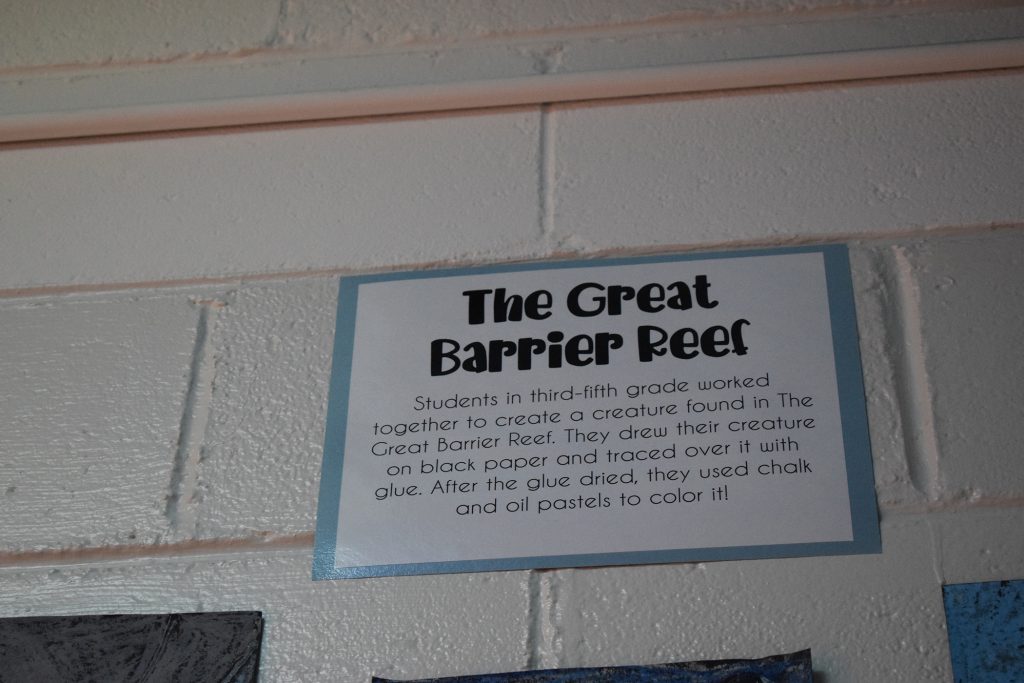 The Great
Barrier Reef
Students in third-fifth grade worked
together to create a creature found in The
Great Barrier Reef. They drew their creature
on black paper and traced over it with
glue. After the glue dried, they used chalk
and oil pastels to color it!